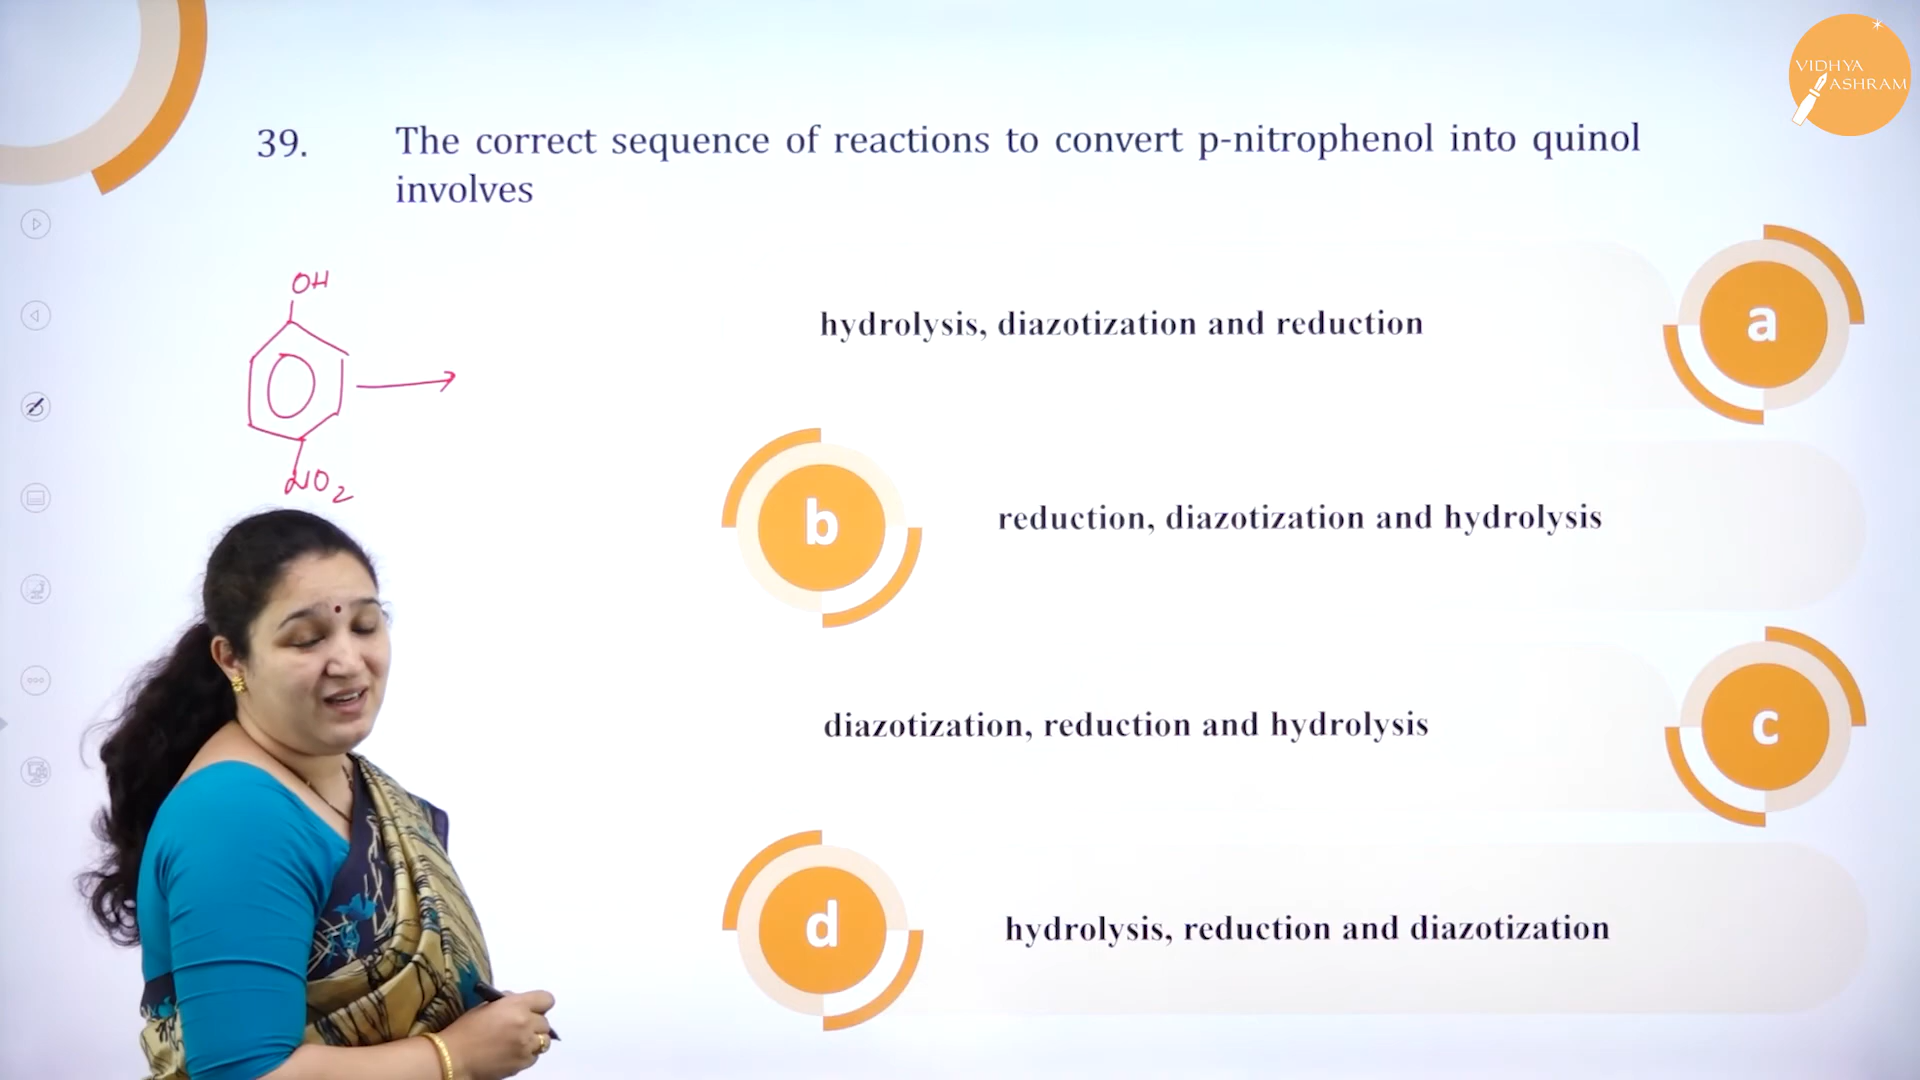 VIDHYA
ASHRAM
39. The correct sequence of reactions to convert p-nitrophenol into quinol
involves
OH
NO2
hydrolysis, diazotization and reduction
a
b
reduction, diazotization and hydrolysis
diazotization, reduction and hydrolysis
c
d
hydrolysis, reduction and diazotization